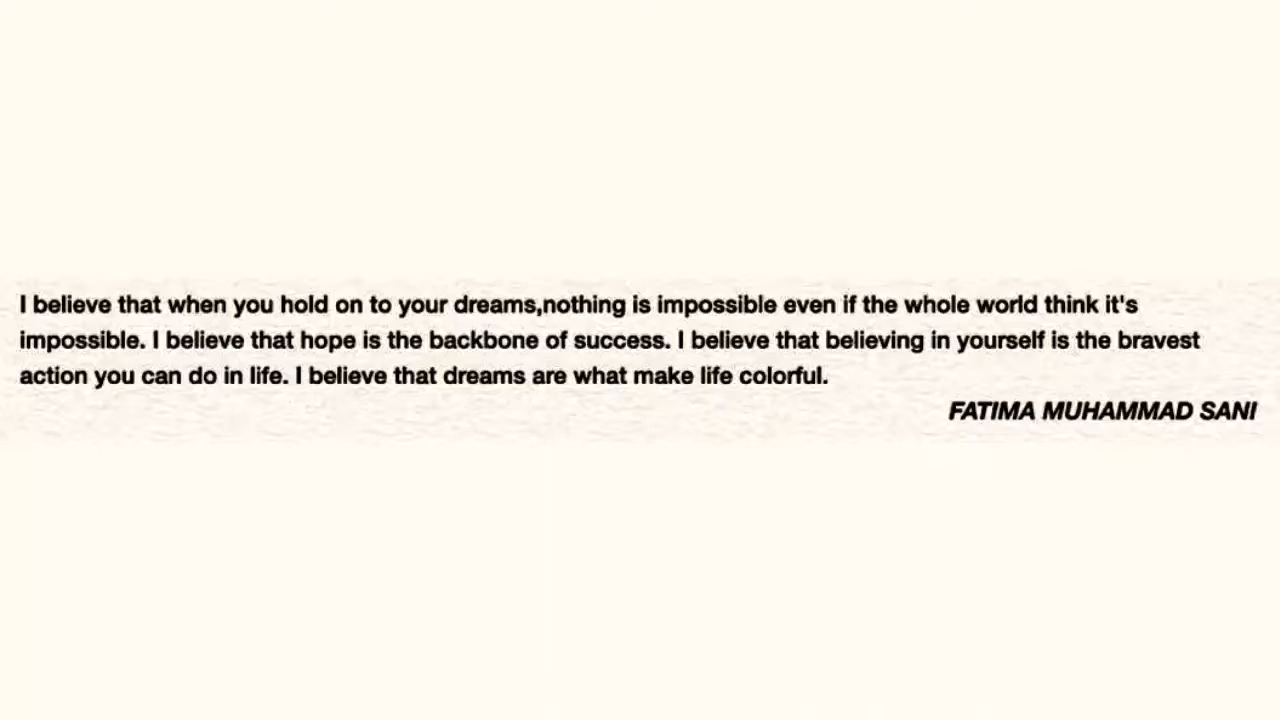 I believe that when you hold on to your dreams,nothing is impossible even if the whole world think it's
impossible. I believe that hope is the backbone of success. I believe that believing in yourself is the bravest
action you can do in life. I believe that dreams are what make life colorful.
FATIMA MUHAMMAD SANI